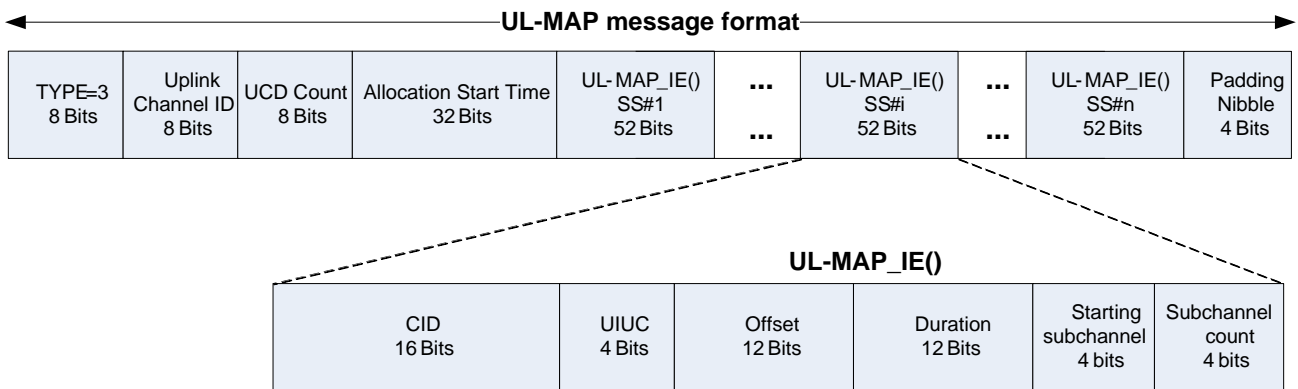 UL-MAP message format
TYPE=3
8 Bits
Uplink
Channel ID
8 Bits
UCD Count
8 Bits
Allocation Start Time
32 Bits
UL-MAP_IE()
SS#1
52 Bits
...
...
UL-MAP_IE()
SS#i
52 Bits
...
...
UL-MAP_IE()
SS#n
52 Bits
Padding
Nibble
4 Bits
UL-MAP_IE()
CID
16 Bits
UIUC
4 Bits
Offset
12 Bits
Duration
12 Bits
Starting
subchannel
4 bits
Subchannel
count
4 bits